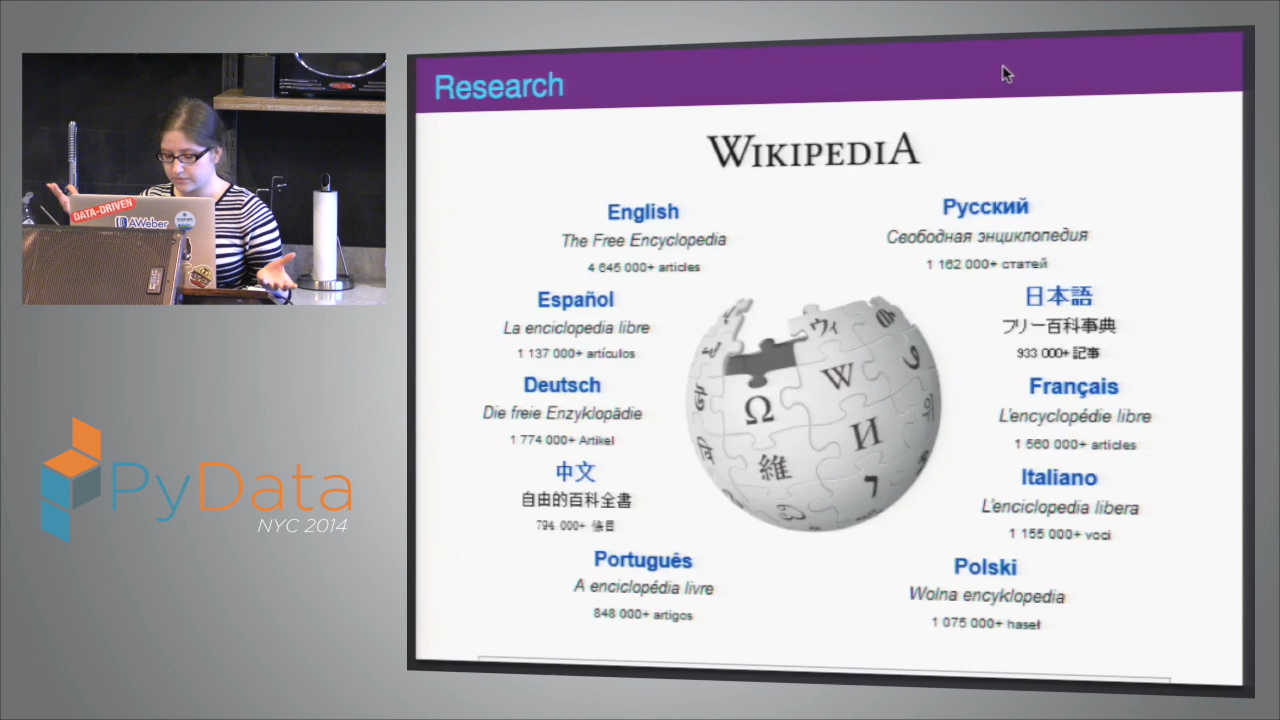 Research
WIKIPEDIA
English
The Free Encyclopedia
4 645 000+ articles
Русский
Свободная энциклопедия
1 162 000+ статей
Español
La enciclopedia libre
1 137 000+ artículos
日本語
フリー百科事典
933 000+ 記事
Deutsch
Die freie Enzyklopädie
1 774 000+ Artikel
Français
L'encyclopédie libre
1 560 000+ articles
中文
自由的百科全書
794 000+ 條目
Italiano
L'enciclopedia libera
1 155 000+ voci
Português
A enciclopédia livre
848 000+ artigos
Polski
Wolna encyklopedia
1 075 000+ haseł
Ω
W
И
維
ウィ
DATA-DRIVEN
AWeber
PyData
NYC 2014